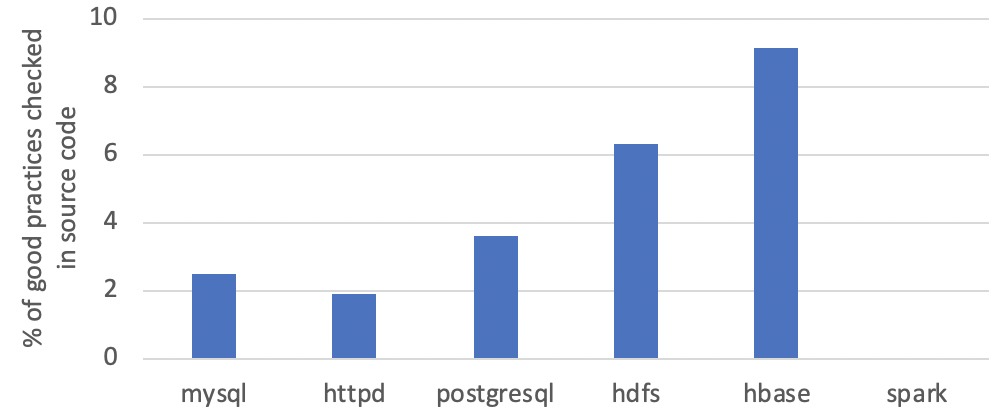 % of good practices checked
in source code
10
8
6
4
2
0
mysql httpd postgresql hdfs hbase spark